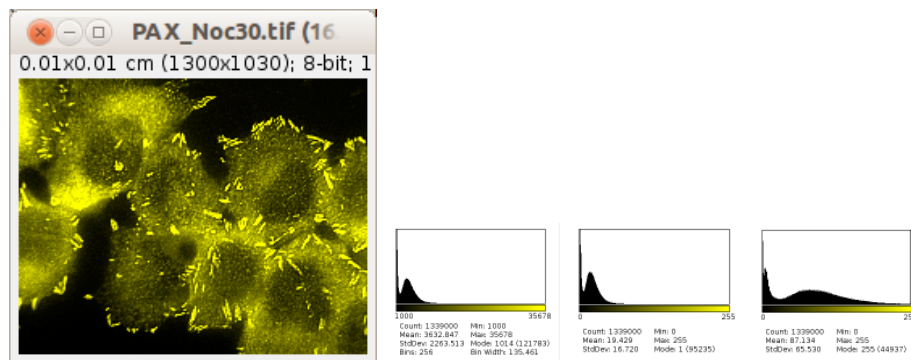 PAX_Noc30.tif (16
0.01x0.01 cm (1300x1030); 8-bit; 1
1000 35678
Count: 1339000 Min: 1000
Mean: 3632.847 Max: 35678
StdDev: 2263.513 Mode: 1014 (121783)
Bins: 256 Bin Width: 135.461
0 255
Count: 1339000 Min: 0
Mean: 19.429 Max: 255
StdDev: 16.720 Mode: 1 (95235)
0 25
Count: 1339000 Min: 0
Mean: 87.134 Max: 255
StdDev: 65.530 Mode: 255 (44937)